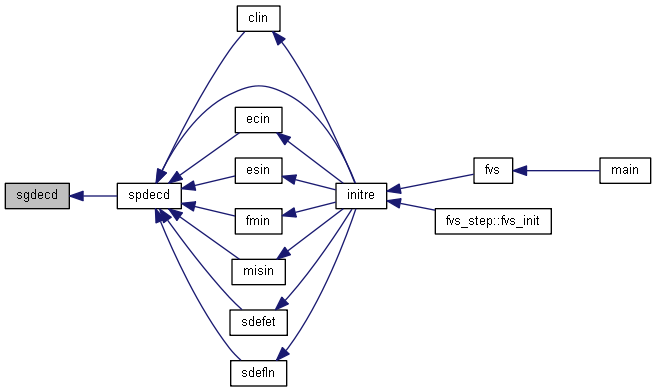 clin
ecin
esin
fvs
main
sgdecd
spdecd
initre
fmin
fvs_step::fvs_init
misin
sdefet
sdefln